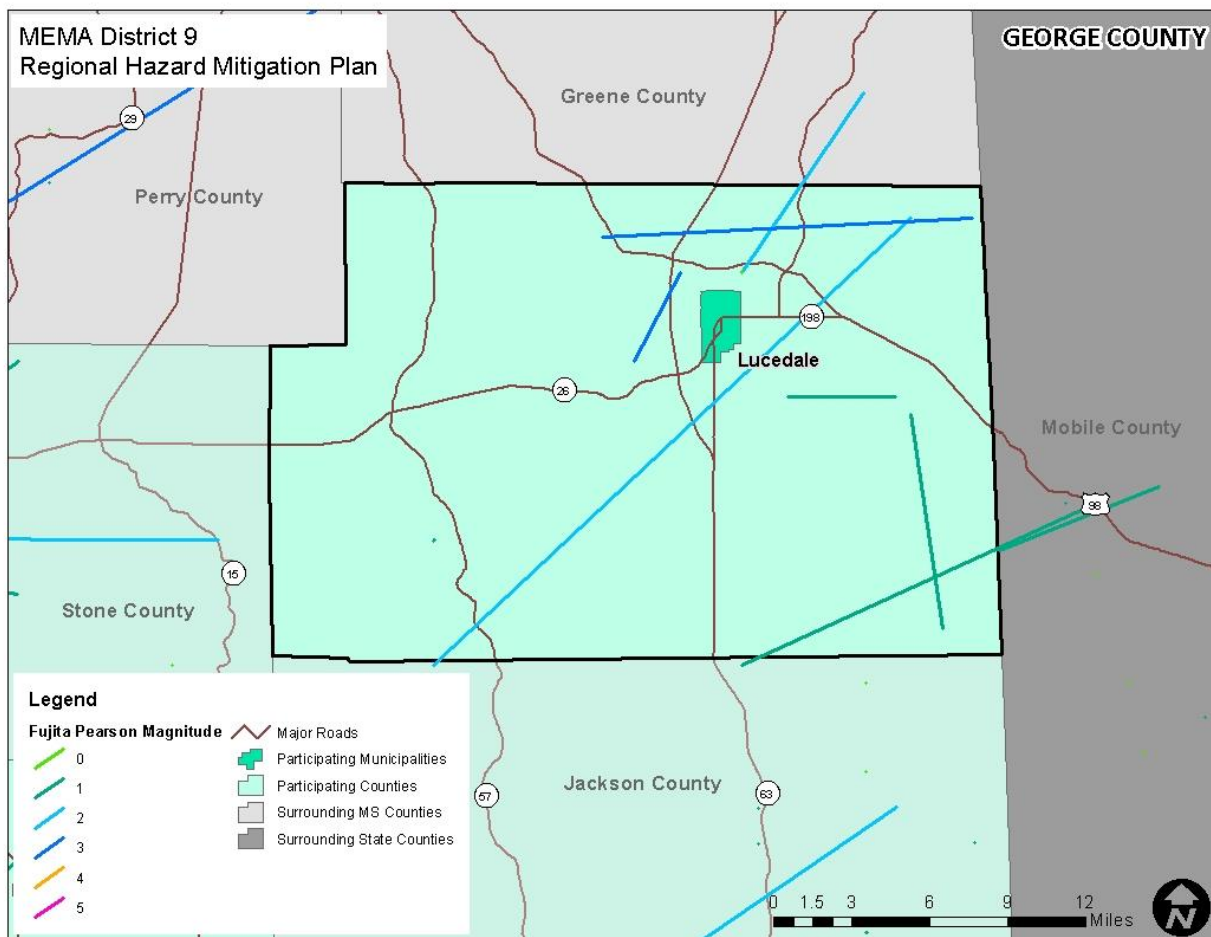 MEMA District 9
Regional Hazard Mitigation Plan
GEORGE COUNTY
Greene County
29
Perry County
198
Lucedale
26
Mobile County
98
15
Stone County
Legend
Fujita Pearson Magnitude
0
1
2
3
4
5
Major Roads
Participating Municipalities
Participating Counties
Surrounding MS Counties
Surrounding State Counties
57
Jackson County
63
0 1.5 3 6 9 12
Miles
N